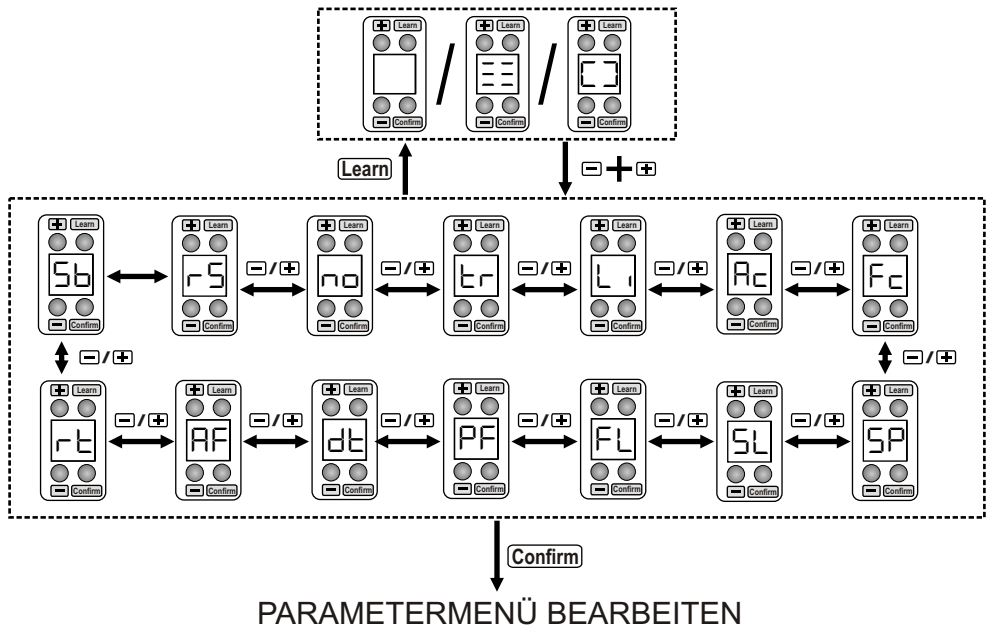 + Learn + Learn + Learn
/ /
− Confirm − Confirm − Confirm
Learn − + +
+ Learn + Learn + Learn + Learn + Learn + Learn + Learn
Sb rS no tr Li Ac Fc
−/+ −/+ −/+ −/+ −/+
− Confirm − Confirm − Confirm − Confirm − Confirm − Confirm − Confirm
−/+ −/+
+ Learn + Learn + Learn + Learn + Learn + Learn + Learn
−/+ −/+ −/+ −/+ −/+ −/+
rt AF dt PF FL SL SP
− Confirm − Confirm − Confirm − Confirm − Confirm − Confirm − Confirm
Confirm
PARAMETERMENÜ BEARBEITEN